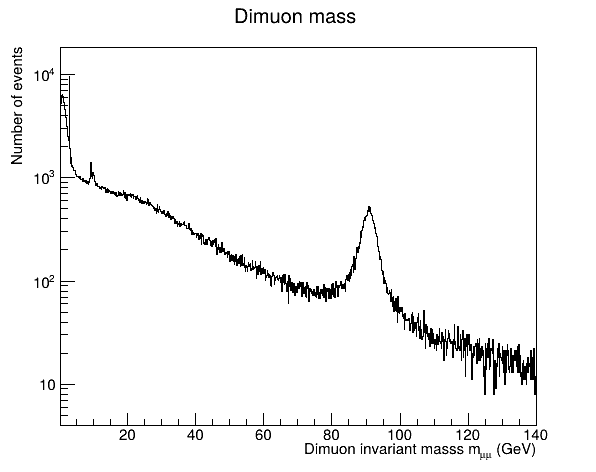 Dimuon mass
Number of events
10⁴
10³
10²
10
20 40 60 80 100 120 140
Dimuon invariant masss m_μμ (GeV)